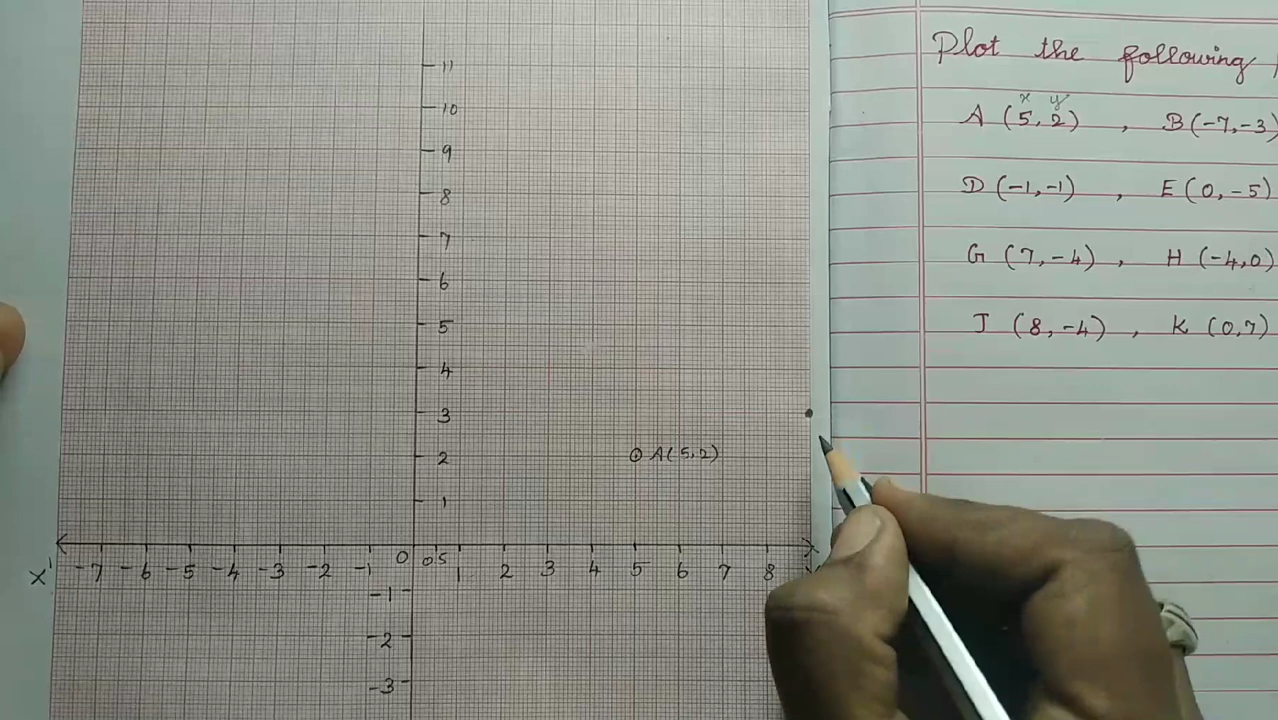 Plot the following
x y
A (5, 2) , B(-7,-3)
D (-1, -1) , E (0, -5)
G (7, -4) , H (-4,0)
J (8, -4) , K (0,7)
11
10
9
8
7
6
5
4
3
2 A(5,2)
1
X' -7 -6 -5 -4 -3 -2 -1 0 0.5 1 2 3 4 5 6 7 8
-1
-2
-3